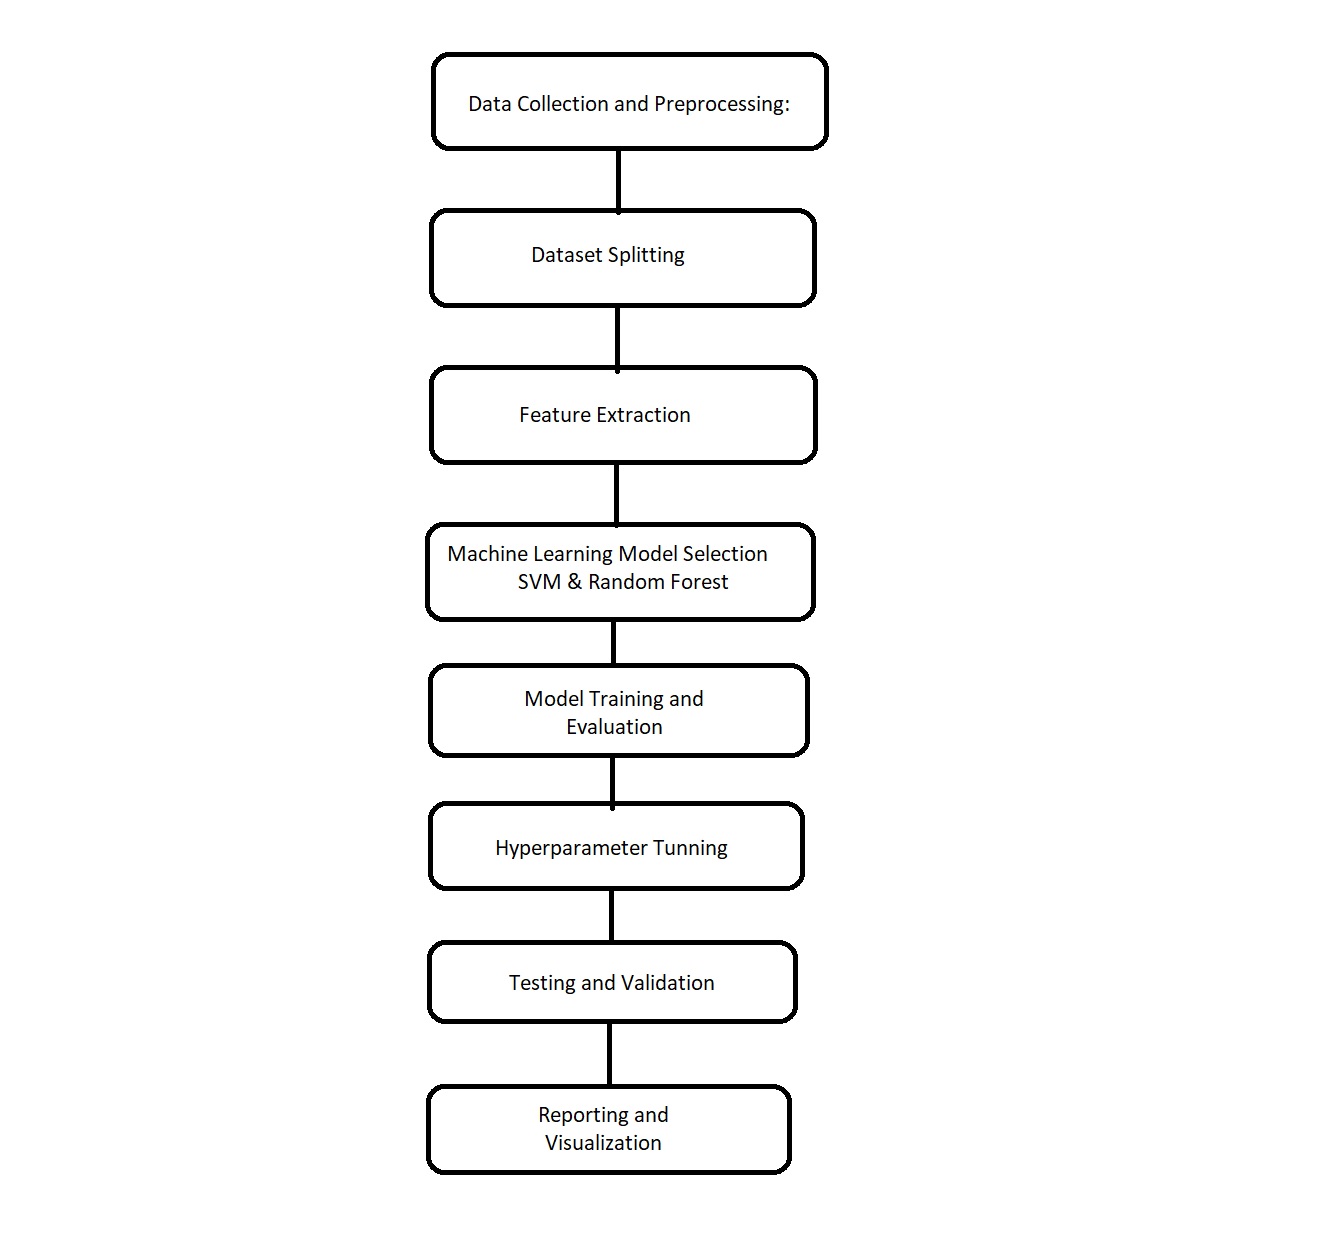 Data Collection and Preprocessing:
Dataset Splitting
Feature Extraction
Machine Learning Model Selection
SVM & Random Forest
Model Training and
Evaluation
Hyperparameter Tunning
Testing and Validation
Reporting and
Visualization